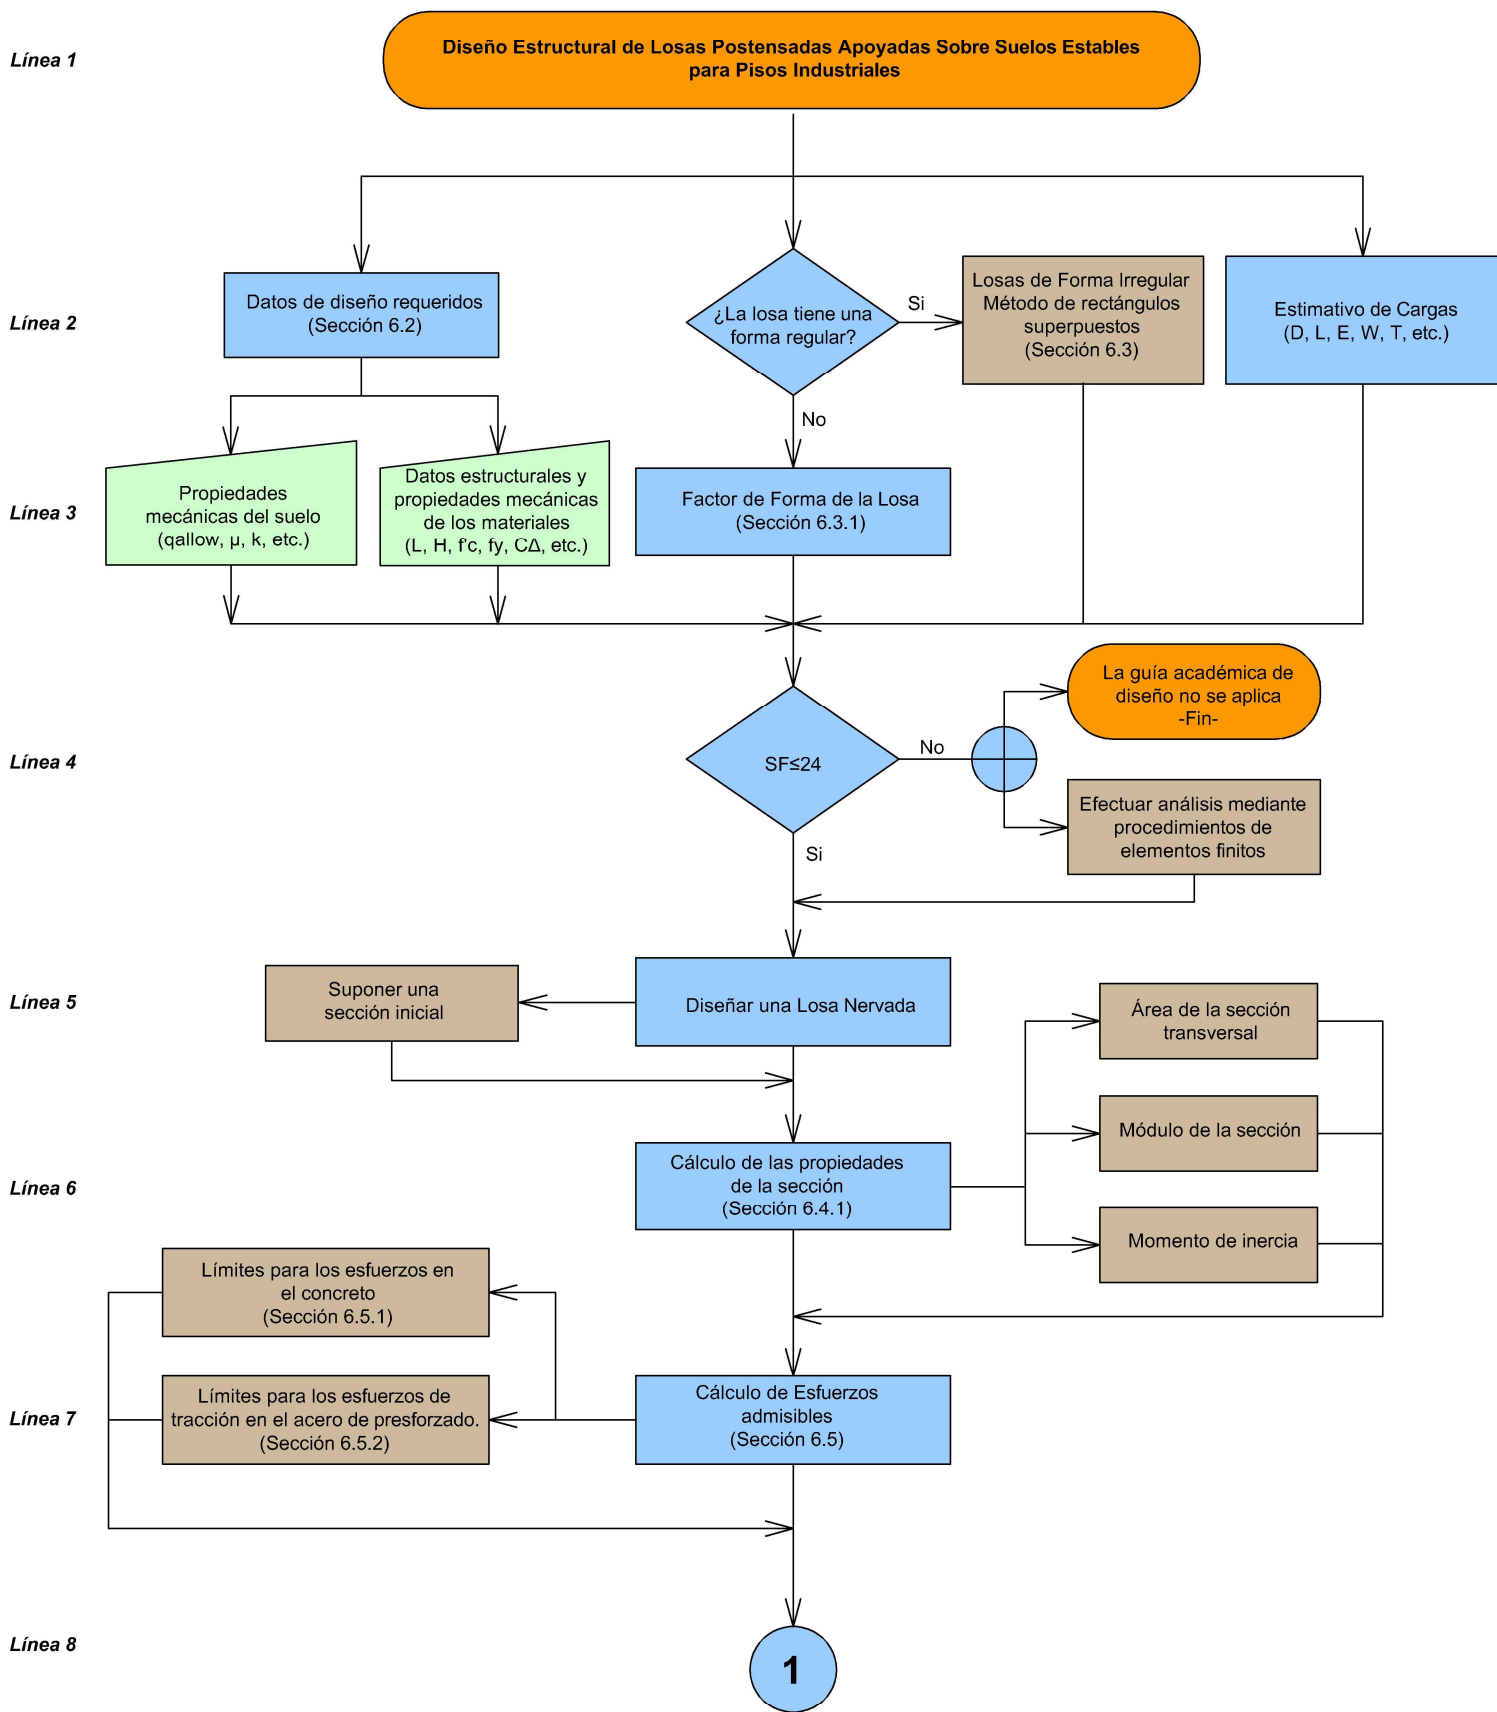 Línea 1
Diseño Estructural de Losas Postensadas Apoyadas Sobre Suelos Estables
para Pisos Industriales
Línea 2
Datos de diseño requeridos
(Sección 6.2)
¿La losa tiene una
forma regular?
Si
No
Losas de Forma Irregular
Método de rectángulos
superpuestos
(Sección 6.3)
Estimativo de Cargas
(D, L, E, W, T, etc.)
Línea 3
Propiedades
mecánicas del suelo
(qallow, μ, k, etc.)
Datos estructurales y
propiedades mecánicas
de los materiales
(L, H, f'c, fy, CΔ, etc.)
Factor de Forma de la Losa
(Sección 6.3.1)
Línea 4
SF≤24
No
Si
La guía académica de
diseño no se aplica
-Fin-
Efectuar análisis mediante
procedimientos de
elementos finitos
Línea 5
Suponer una
sección inicial
Diseñar una Losa Nervada
Área de la sección
transversal
Módulo de la sección
Momento de inercia
Línea 6
Cálculo de las propiedades
de la sección
(Sección 6.4.1)
Límites para los esfuerzos en
el concreto
(Sección 6.5.1)
Línea 7
Límites para los esfuerzos de
tracción en el acero de presforzado.
(Sección 6.5.2)
Cálculo de Esfuerzos
admisibles
(Sección 6.5)
Línea 8
1